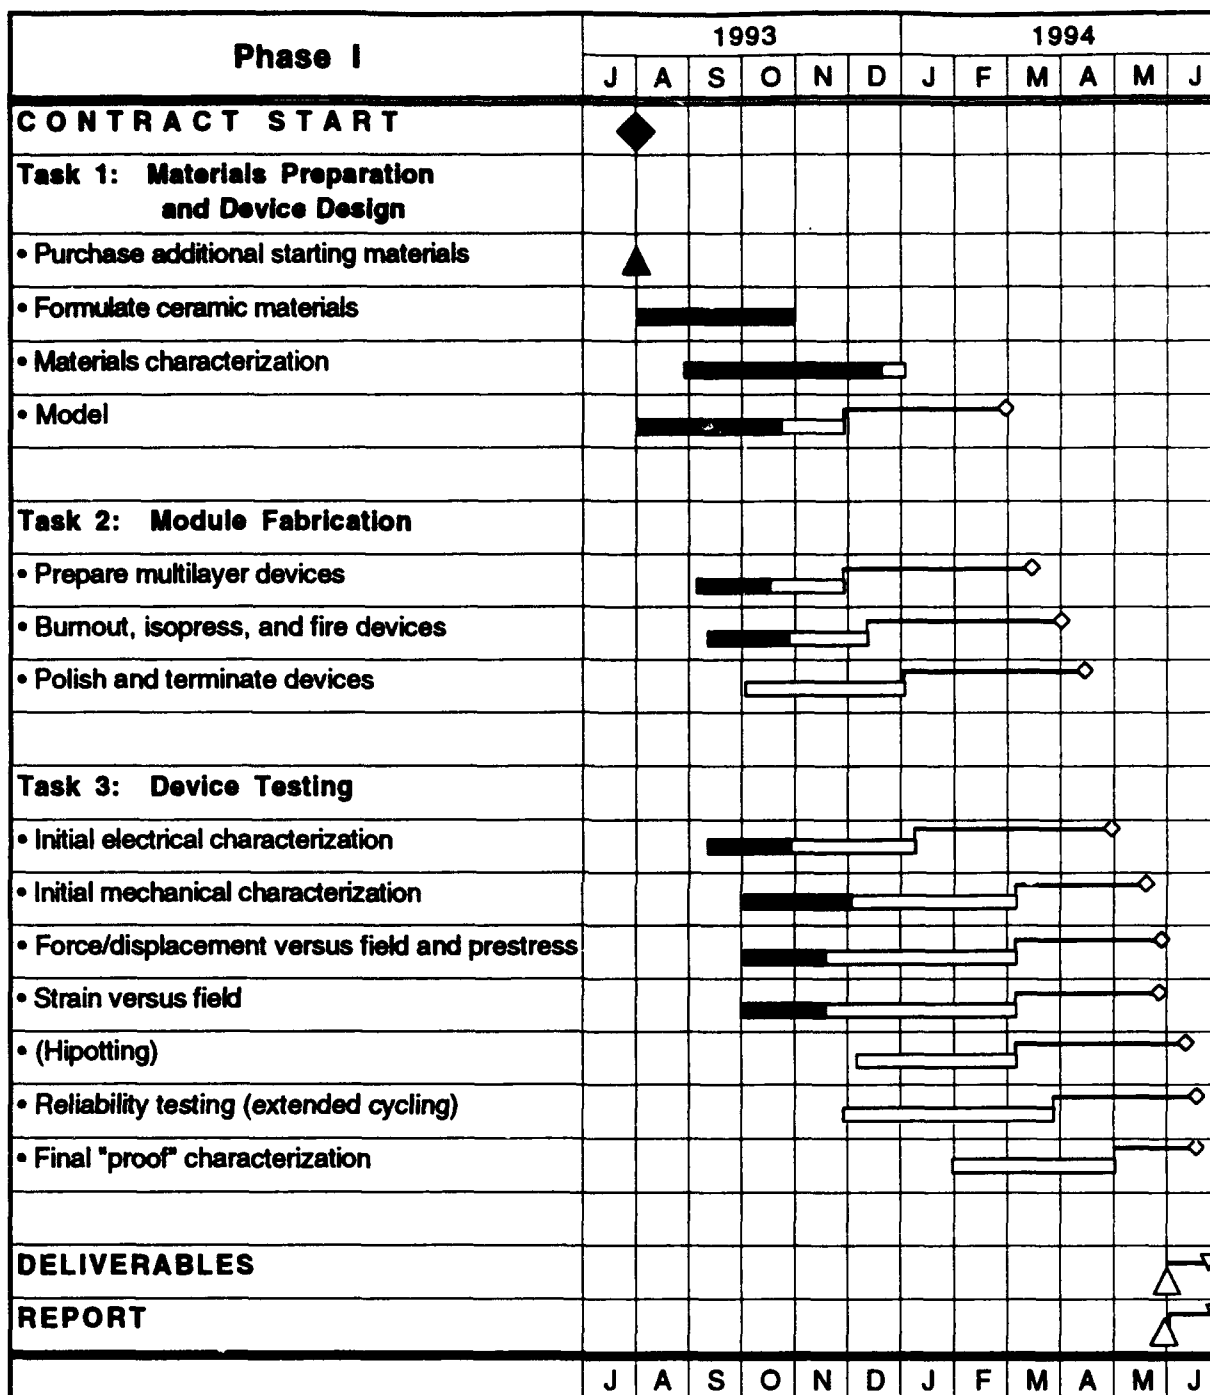 Phase I
1993 1994
J A S O N D J F M A M J
CONTRACT START
Task 1: Materials Preparation
and Device Design
• Purchase additional starting materials
• Formulate ceramic materials
• Materials characterization
• Model
Task 2: Module Fabrication
• Prepare multilayer devices
• Burnout, isopress, and fire devices
• Polish and terminate devices
Task 3: Device Testing
• Initial electrical characterization
• Initial mechanical characterization
• Force/displacement versus field and prestress
• Strain versus field
• (Hipotting)
• Reliability testing (extended cycling)
• Final "proof" characterization
DELIVERABLES
REPORT
J A S O N D J F M A M J